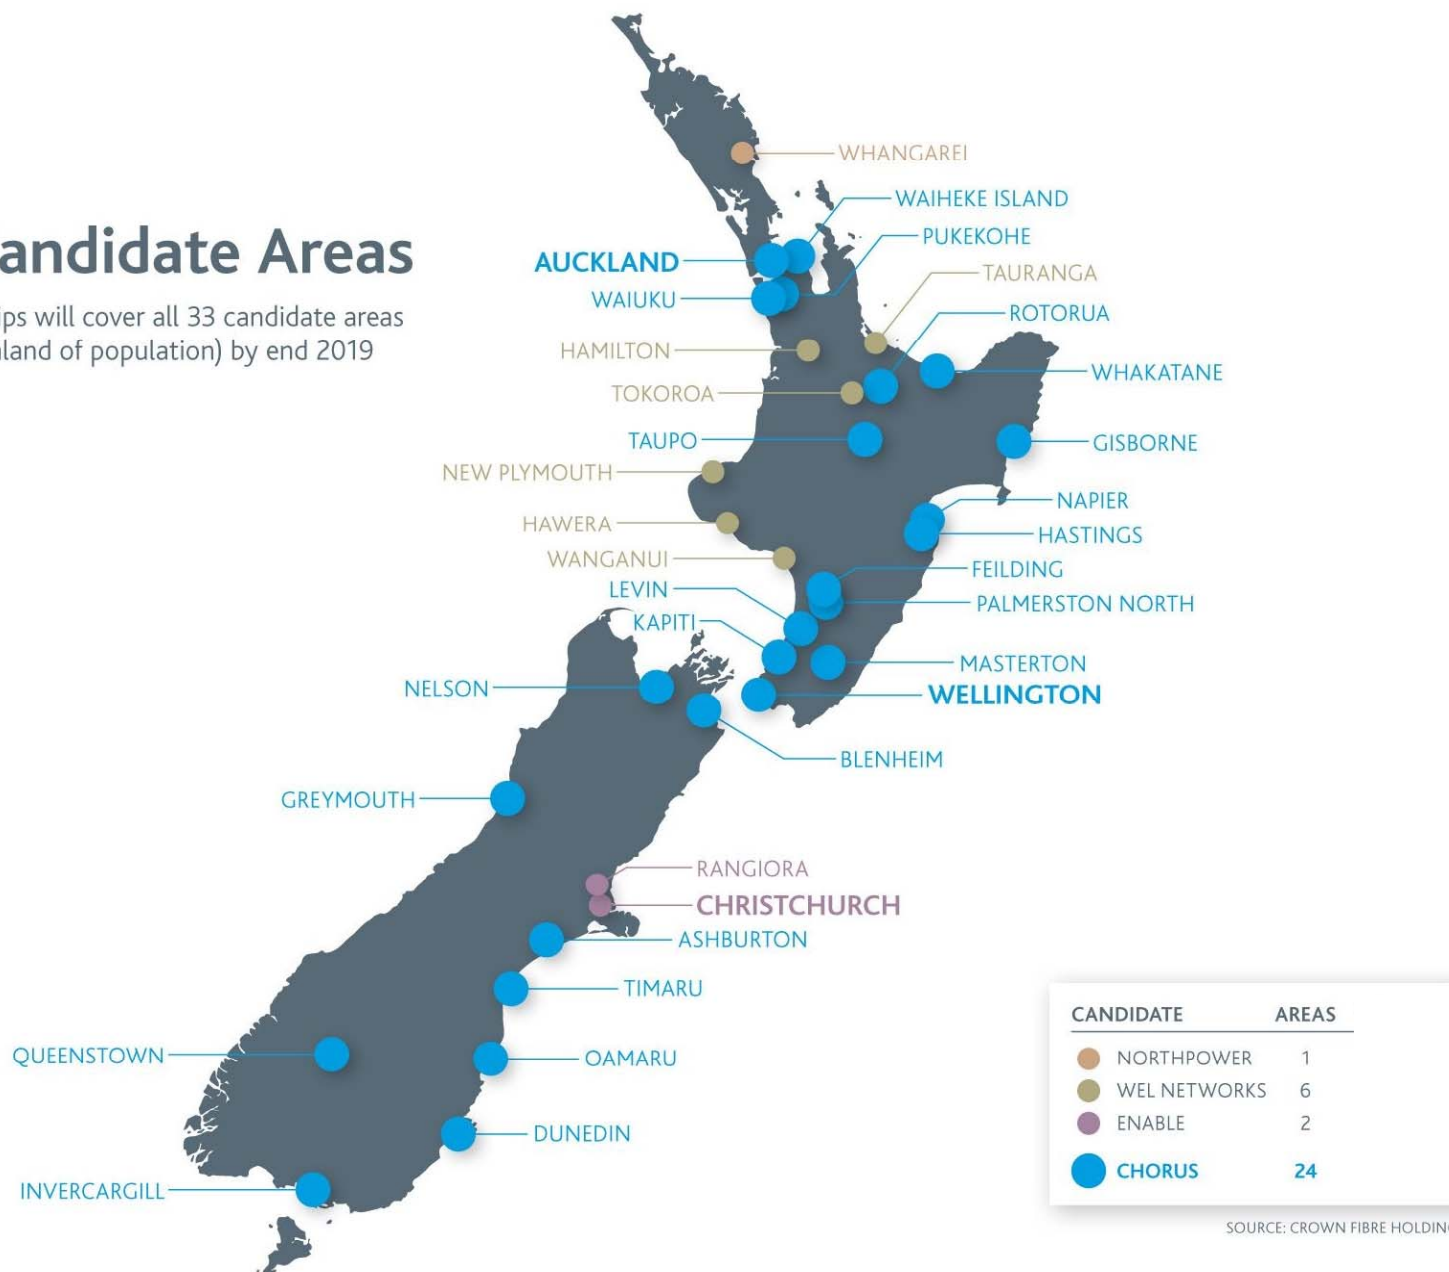 andidate Areas
ips will cover all 33 candidate areas
land of population) by end 2019
WHANGAREI
WAIHEKE ISLAND
PUKEKOHE
AUCKLAND
TAURANGA
WAIUKU
ROTORUA
HAMILTON
WHAKATANE
TOKOROA
TAUPO
GISBORNE
NEW PLYMOUTH
NAPIER
HAWERA
HASTINGS
WANGANUI
FEILDING
LEVIN
PALMERSTON NORTH
KAPITI
MASTERTON
NELSON
WELLINGTON
BLENHEIM
GREYMOUTH
RANGIORA
CHRISTCHURCH
ASHBURTON
TIMARU
QUEENSTOWN
OAMARU
DUNEDIN
INVERCARGILL
CANDIDATE AREAS
NORTHPOWER 1
WEL NETWORKS 6
ENABLE 2
CHORUS 24
SOURCE: CROWN FIBRE HOLDING